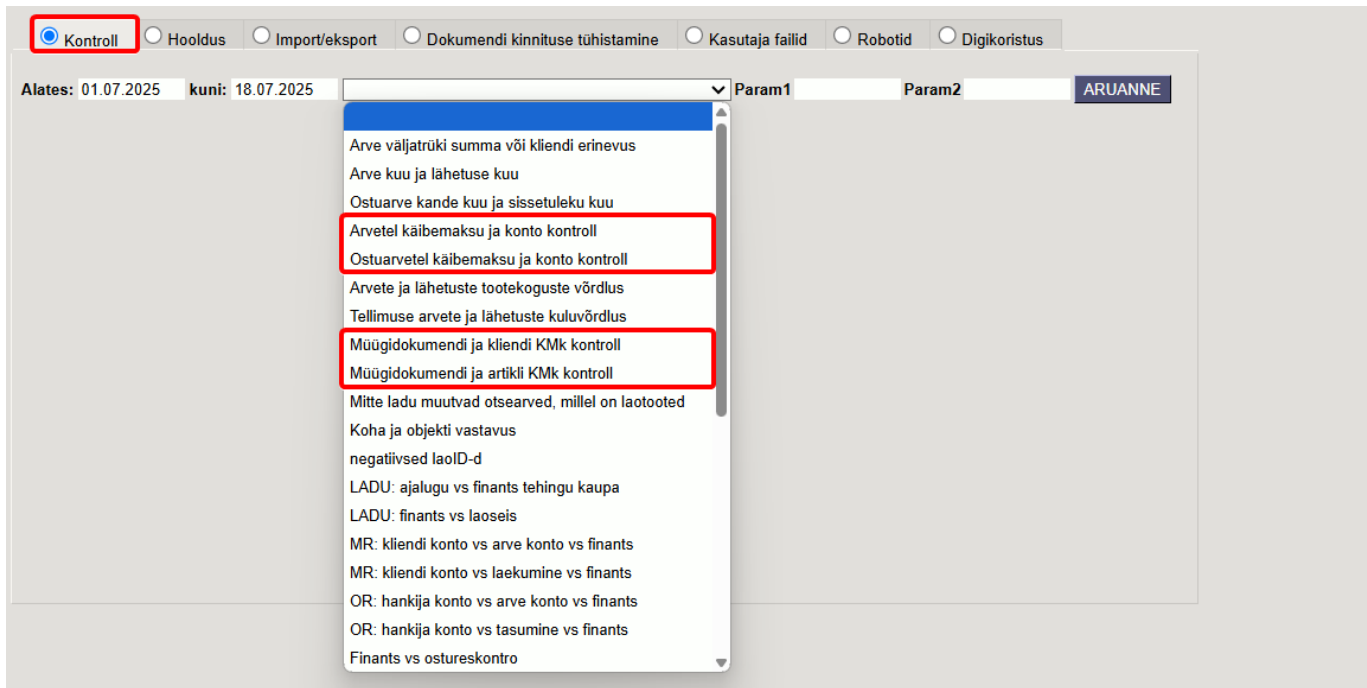 Kontroll Hooldus Import/eksport Dokumendi kinnituse tühistamine Kasutaja failid Robotid Digikoristus
Alates: 01.07.2025 kuni: 18.07.2025 Param1 Param2 ARUANNE
Arve väljatrüki summa või kliendi erinevus
Arve kuu ja lähetuse kuu
Ostuarve kande kuu ja sissetuleku kuu
Arvetel käibemaksu ja konto kontroll
Ostuarvetel käibemaksu ja konto kontroll
Arvete ja lähetuste tootekoguste võrdlus
Tellimuse arvete ja lähetuste kuluvõrdlus
Müügidokumendi ja kliendi KMk kontroll
Müügidokumendi ja artikli KMk kontroll
Mitte ladu muutvad otsearved, millel on laotooted
Koha ja objekti vastavus
negatiivsed laoID-d
LADU: ajalugu vs finants tehingu kaupa
LADU: finants vs laoseis
MR: kliendi konto vs arve konto vs finants
MR: kliendi konto vs laekumine vs finants
OR: hankija konto vs arve konto vs finants
OR: hankija konto vs tasumine vs finants
Finants vs ostureskontro